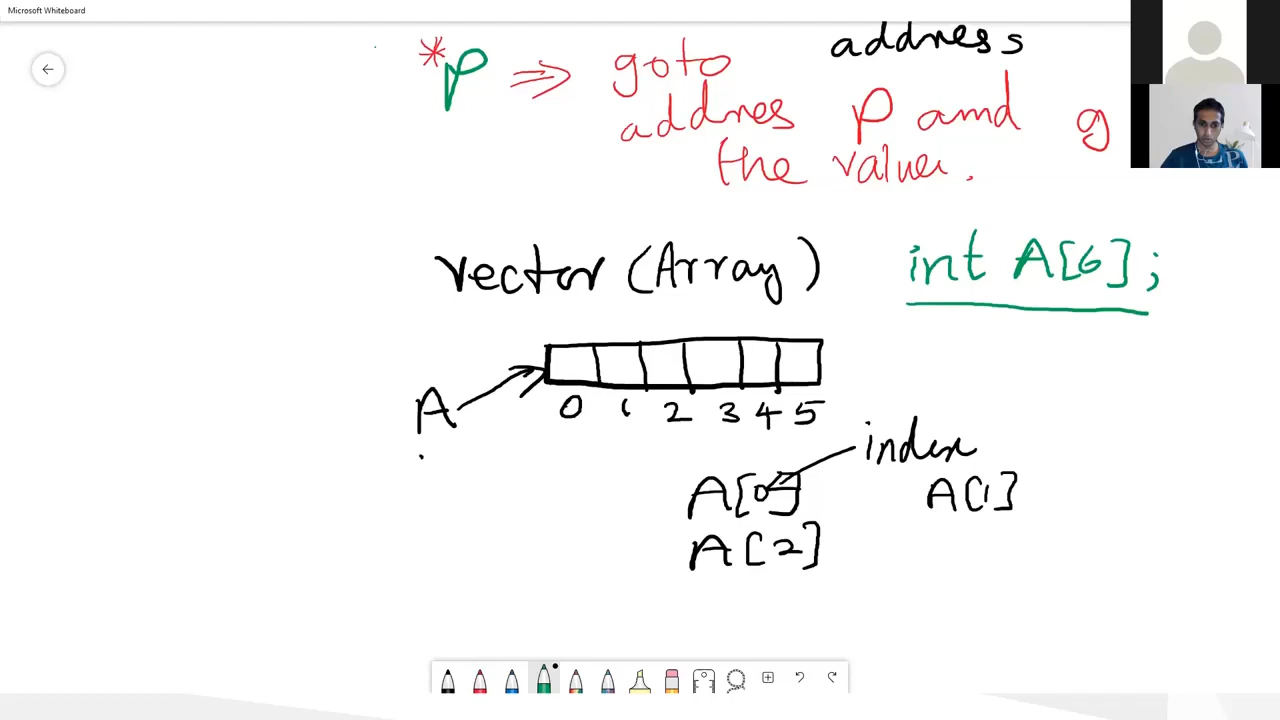 Microsoft Whiteboard
address
*P ⇒ goto
address P and g
the value.
vector (Array) int A[6];
A
0 1 2 3 4 5
index
A[0] A[1]
A[2]